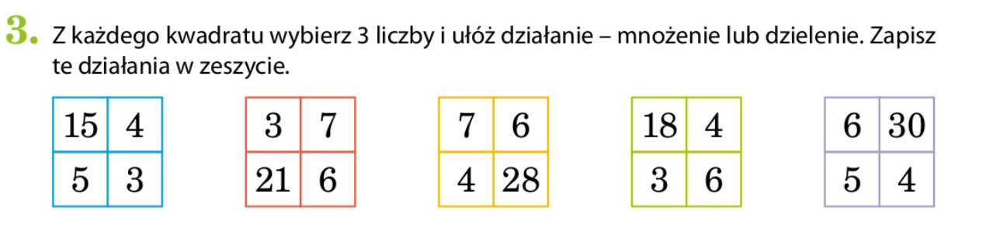 3. Z każdego kwadratu wybierz 3 liczby i ułóż działanie – mnożenie lub dzielenie. Zapisz
te działania w zeszycie.
15 4 3 7 7 6 18 4 6 30
5 3 21 6 4 28 3 6 5 4